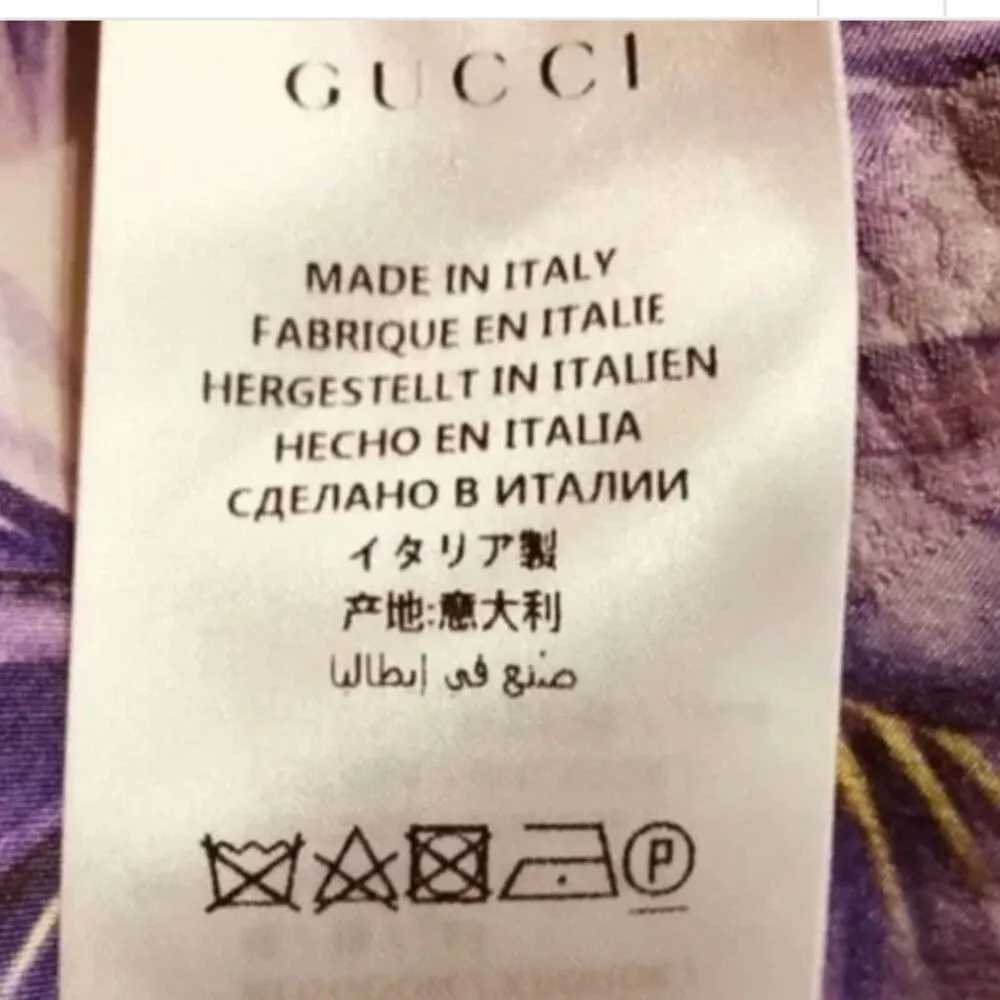 GUCCI
MADE IN ITALY
FABRIQUE EN ITALIE
HERGESTELLT IN ITALIEN
HECHO EN ITALIA
СДЕЛАНО В ИТАЛИИ
イタリア製
产地:意大利
صنع في إيطاليا
P